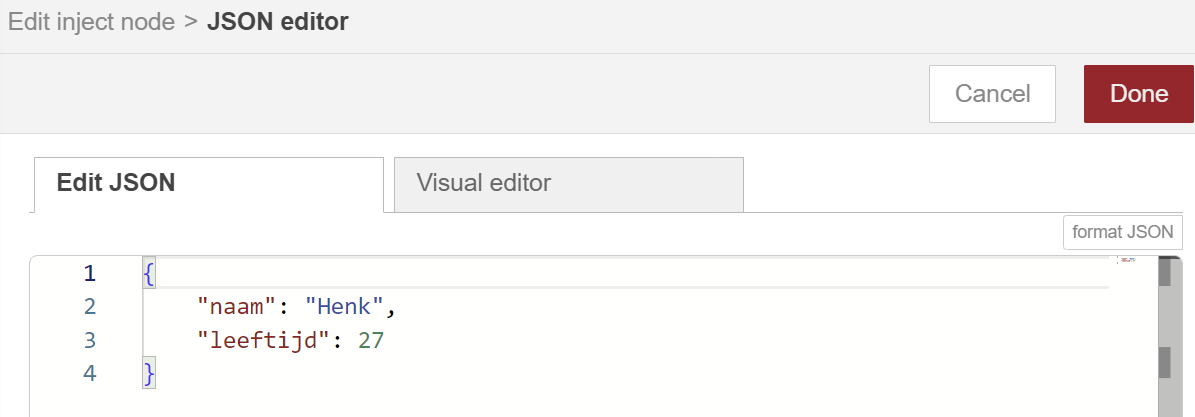 Edit inject node > JSON editor
Cancel Done
Edit JSON Visual editor
format JSON
1 {
2 "naam": "Henk",
3 "leeftijd": 27
4 }